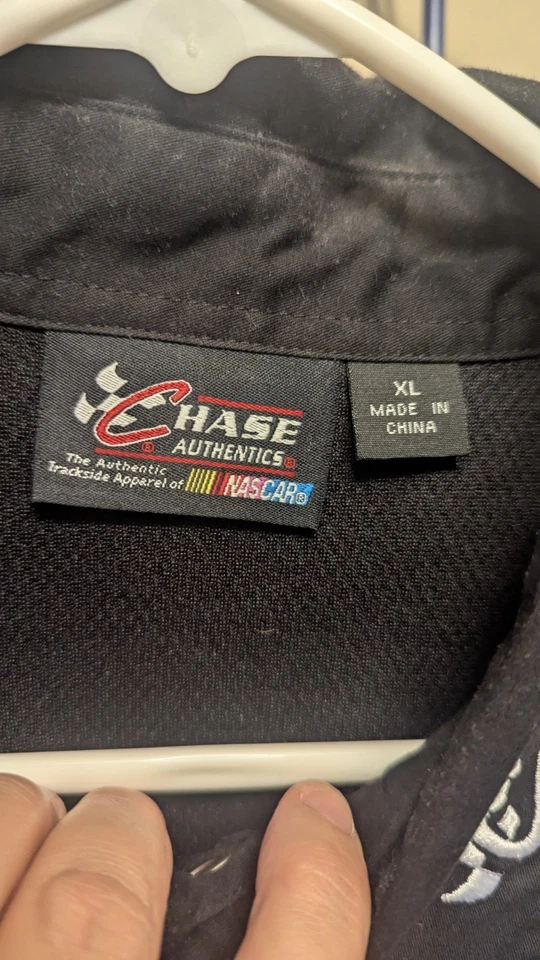 CHASE
AUTHENTICS®
®
The Authentic
Trackside Apparel of NASCAR®
XL
MADE IN
CHINA